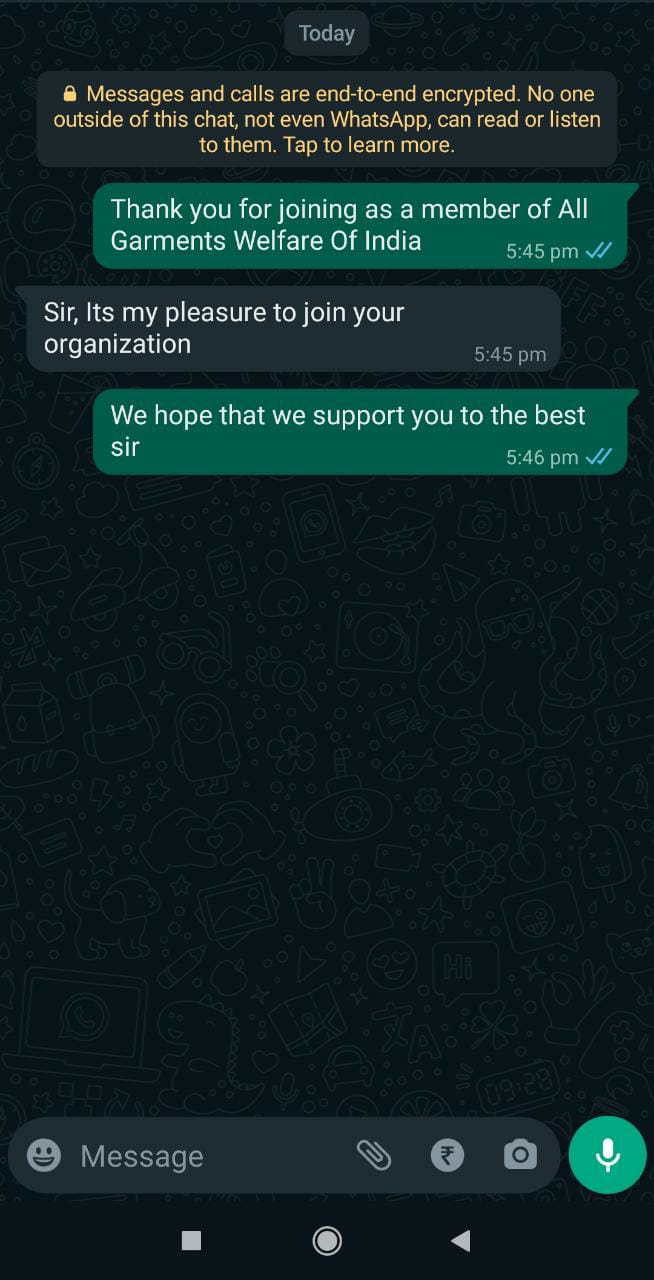 Today
Messages and calls are end-to-end encrypted. No one
outside of this chat, not even WhatsApp, can read or listen
to them. Tap to learn more.
Thank you for joining as a member of All
Garments Welfare Of India
5:45 pm
Sir, Its my pleasure to join your
organization
5:45 pm
We hope that we support you to the best
sir
5:46 pm
Hi
09:28
Message
₹